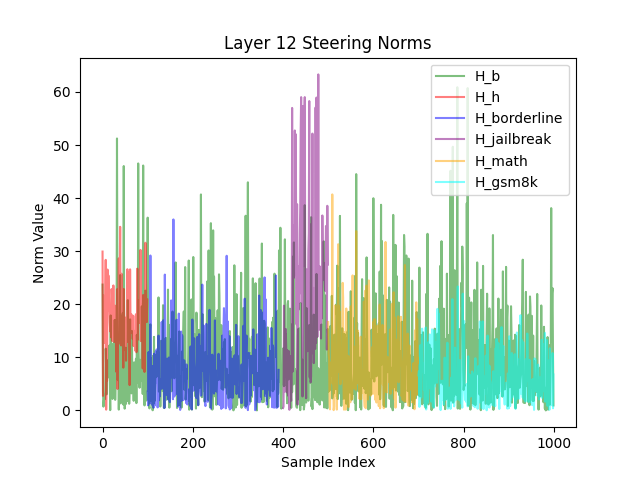 Layer 12 Steering Norms
H_b
H_h
H_borderline
H_jailbreak
H_math
H_gsm8k
Norm Value
60
50
40
30
20
10
0
0 200 400 600 800 1000
Sample Index